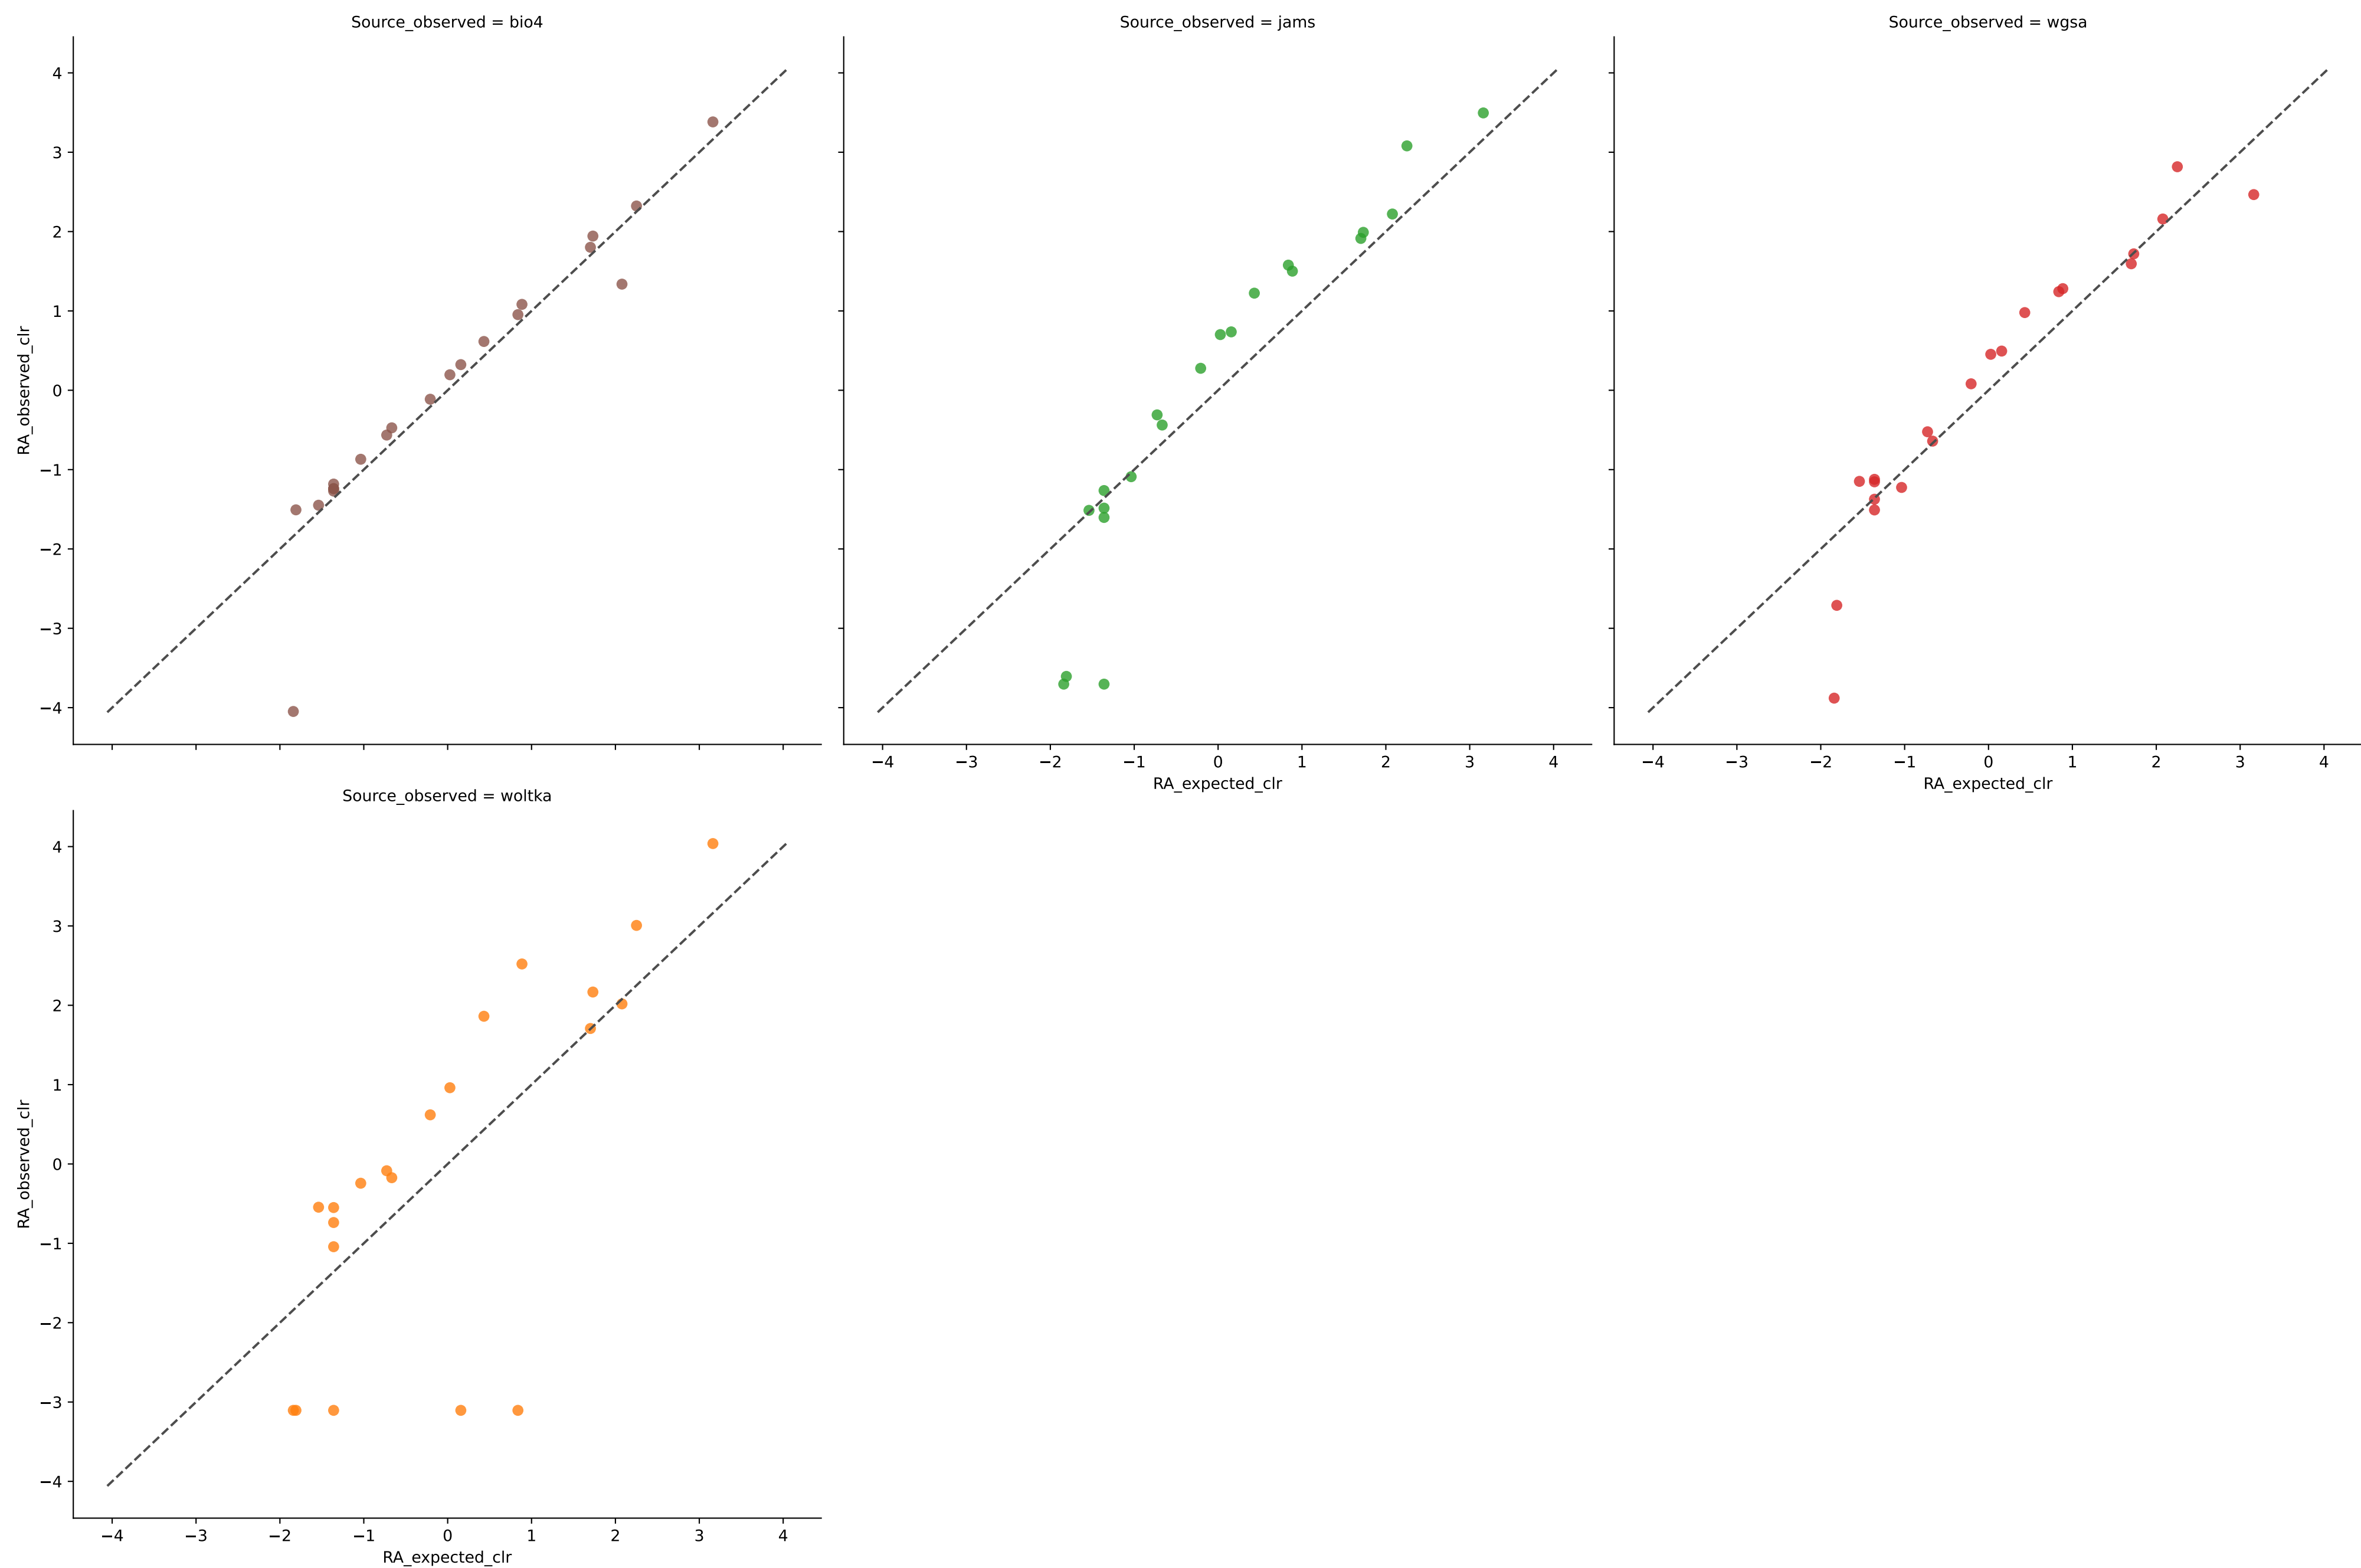 Source_observed = bio4
Source_observed = jams
Source_observed = wgsa
4
3
2
1
0
−1
−2
−3
−4
RA_observed_clr
−4 −3 −2 −1 0 1 2 3 4
RA_expected_clr
−4 −3 −2 −1 0 1 2 3 4
RA_expected_clr
Source_observed = woltka
4
3
2
1
0
−1
−2
−3
−4
RA_observed_clr
−4 −3 −2 −1 0 1 2 3 4
RA_expected_clr